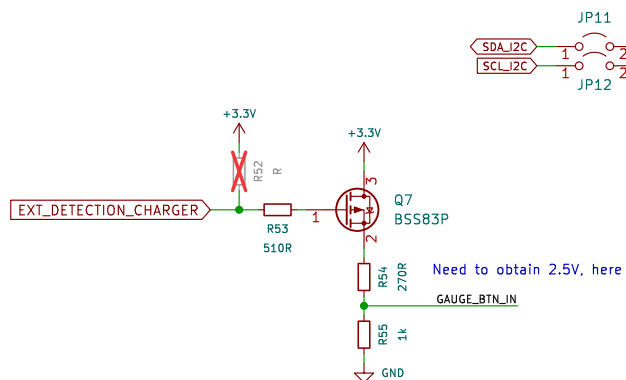 JP11
SDA_I2C
1
2
SCL_I2C
1
2
JP12
+3.3V
+3.3V
R52
R
EXT_DETECTION_CHARGER
R53
510R
1
3
Q7
BSS83P
2
R54
270R
Need to obtain 2.5V, here
GAUGE_BTN_IN
R55
1k
GND